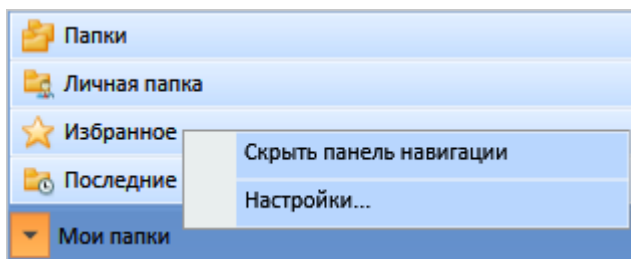 Папки
Личная папка
Избранное
Скрыть панель навигации
Последние
Настройки...
Мои папки